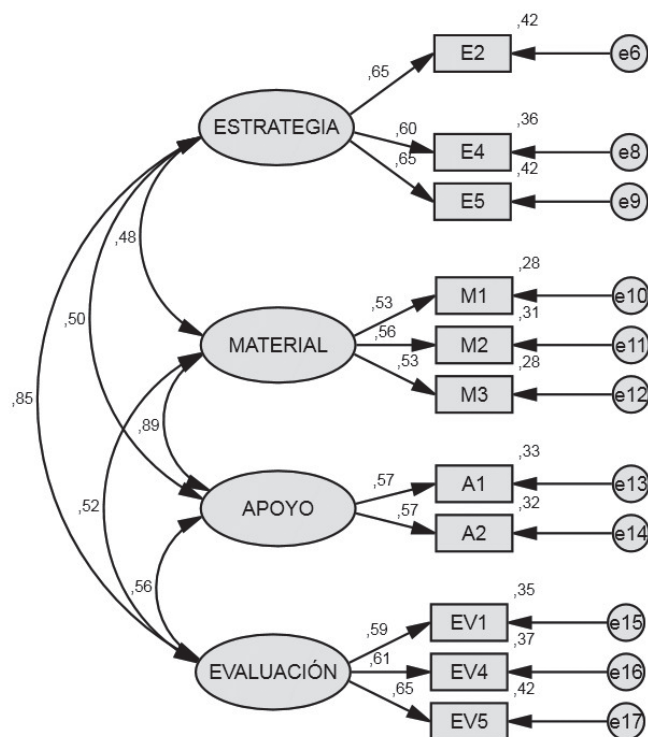 ,42
E2
e6
,65
ESTRATEGIA
,36
,60
E4
e8
,65
,42
E5
e9
,48
,28
,53
M1
e10
,50
,31
,56
MATERIAL
M2
e11
,28
,53
M3
e12
,85
,89
,33
,57
A1
e13
,52
APOYO
,32
,57
A2
e14
,56
,35
,59
EV1
e15
,37
,61
EVALUACIÓN
EV4
e16
,42
,65
EV5
e17